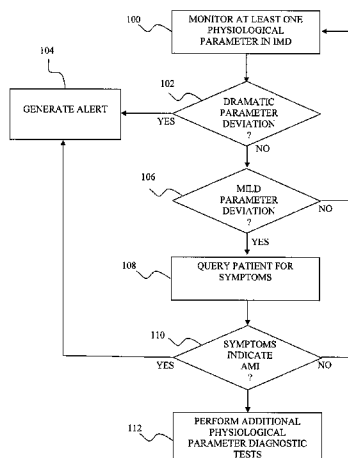 100
MONITOR AT LEAST ONE
PHYSIOLOGICAL
PARAMETER IN IMD
104
GENERATE ALERT
102
DRAMATIC
PARAMETER
DEVIATION
?
YES
NO
106
MILD
PARAMETER
DEVIATION
?
NO
YES
108
QUERY PATIENT FOR
SYMPTOMS
110
SYMPTOMS
INDICATE
AMI
?
YES
NO
112
PERFORM ADDITIONAL
PHYSIOLOGICAL
PARAMETER DIAGNOSTIC
TESTS